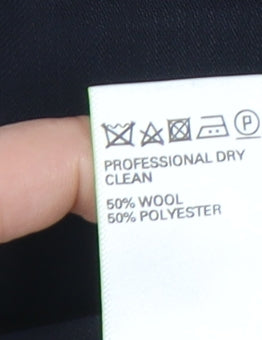 P
PROFESSIONAL DRY
CLEAN
50% WOOL
50% POLYESTER